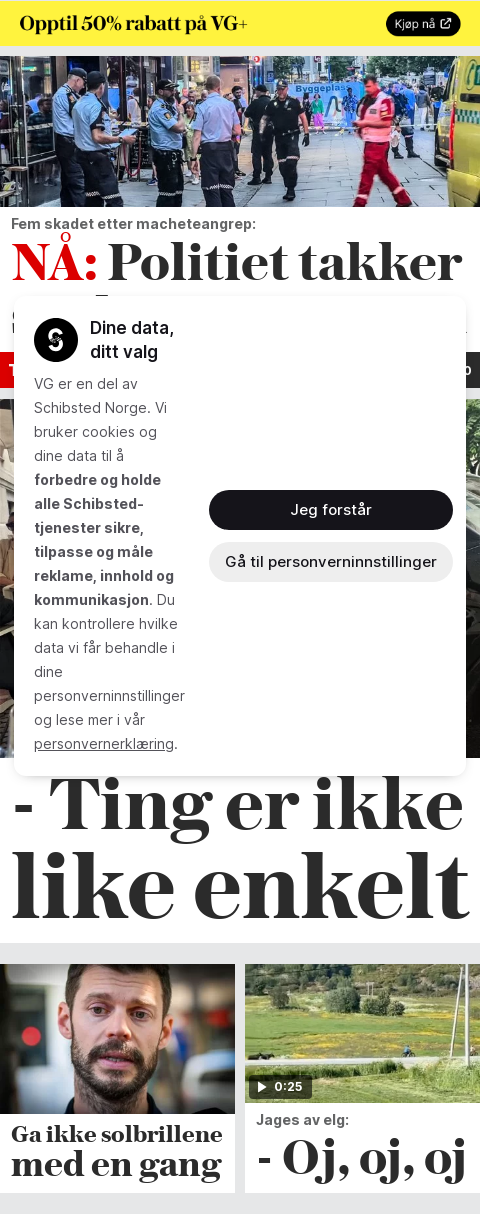 Opptil 50% rabatt på VG+
Kjøp nå
Byggeplass
Fem skadet etter macheteangrep:
NÅ: Politiet takker
Dine data,
ditt valg
VG er en del av
Schibsted Norge. Vi
bruker cookies og
dine data til å
forbedre og holde
alle Schibsted-
tjenester sikre,
tilpasse og måle
reklame, innhold og
kommunikasjon. Du
kan kontrollere hvilke
data vi får behandle i
dine
personverninnstillinger
og lese mer i vår
personvernerklæring.
Jeg forstår
Gå til personverninnstillinger
- Ting er ikke
like enkelt
Ga ikke solbrillene
med en gang
0:25
Jages av elg:
- Oj, oj, oj